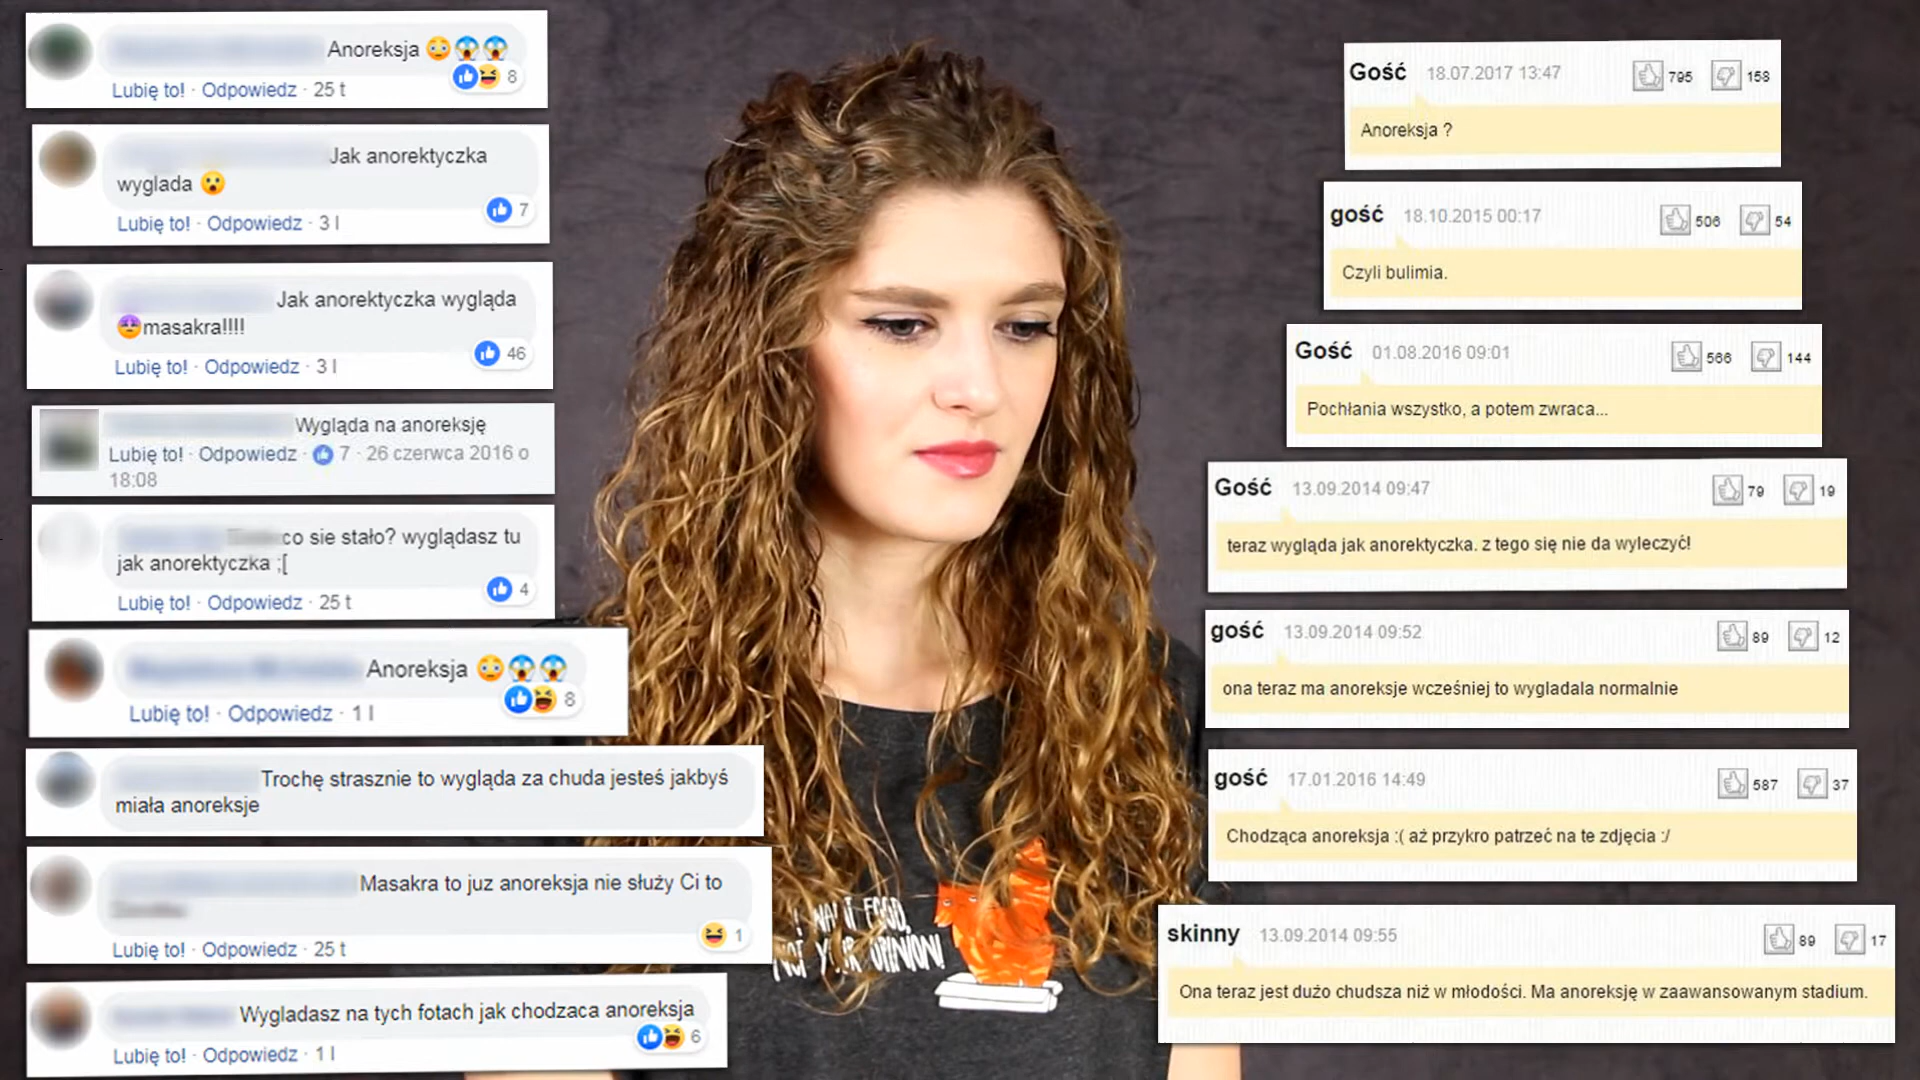 Anoreksja 😳😱😱
8
Lubię to! · Odpowiedz · 25 t
Jak anorektyczka
wyglada 😮
7
Lubię to! · Odpowiedz · 3 l
Jak anorektyczka wygląda
masakra!!!!
46
Lubię to! · Odpowiedz · 3 l
Wygląda na anoreksję
Lubię to! · Odpowiedz · 7 · 26 czerwca 2016 o
18:08
co sie stało? wyglądasz tu
jak anorektyczka ;[
4
Lubię to! · Odpowiedz · 25 t
Anoreksja 😳😱😱
8
Lubię to! · Odpowiedz · 1 l
Trochę strasznie to wygląda za chuda jesteś jakbyś
miała anoreksje
Masakra to juz anoreksja nie służy Ci to
1
Lubię to! · Odpowiedz · 25 t
Wygladasz na tych fotach jak chodzaca anoreksja
6
Lubię to! · Odpowiedz · 1 l
I WANT FOOD,
NOT YOUR OPINION!
Gość 18.07.2017 13:47 795 158
Anoreksja ?
gość 18.10.2015 00:17 506 54
Czyli bulimia.
Gość 01.08.2016 09:01 566 144
Pochłania wszystko, a potem zwraca...
Gość 13.09.2014 09:47 79 19
teraz wygląda jak anorektyczka. z tego się nie da wyleczyć!
gość 13.09.2014 09:52 89 12
ona teraz ma anoreksje wcześniej to wygladala normalnie
gość 17.01.2016 14:49 587 37
Chodząca anoreksja :( aż przykro patrzeć na te zdjęcia :/
skinny 13.09.2014 09:55 89 17
Ona teraz jest dużo chudsza niż w młodości. Ma anoreksję w zaawansowanym stadium.